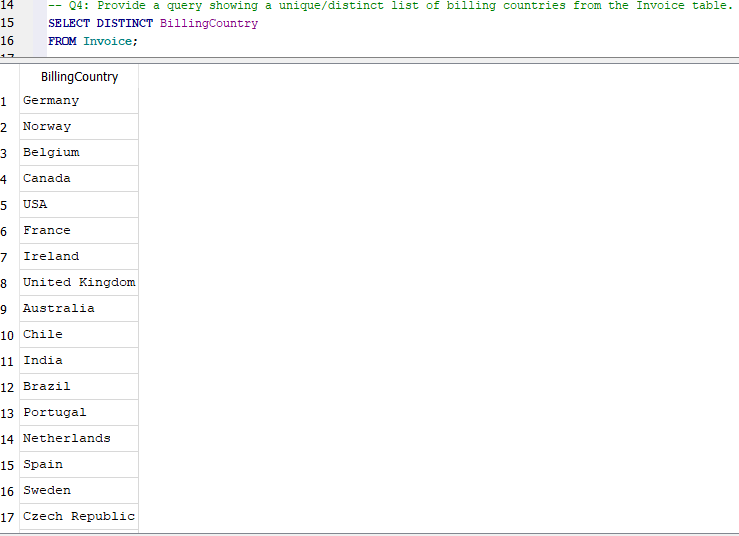 14 -- Q4: Provide a query showing a unique/distinct list of billing countries from the Invoice table.
15 SELECT DISTINCT BillingCountry
16 FROM Invoice;
17
BillingCountry
1 Germany
2 Norway
3 Belgium
4 Canada
5 USA
6 France
7 Ireland
8 United Kingdom
9 Australia
10 Chile
11 India
12 Brazil
13 Portugal
14 Netherlands
15 Spain
16 Sweden
17 Czech Republic